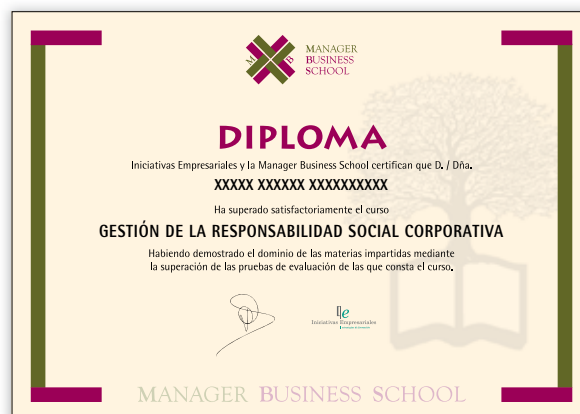 M B
MANAGER
BUSINESS
SCHOOL
DIPLOMA
Iniciativas Empresariales y la Manager Business School certifican que D. / Dña.
XXXXX XXXXXX XXXXXXXXXX
Ha superado satisfactoriamente el curso
GESTIÓN DE LA RESPONSABILIDAD SOCIAL CORPORATIVA
Habiendo demostrado el dominio de las materias impartidas mediante
la superación de las pruebas de evaluación de las que consta el curso.
Iniciativas Empresariales
MANAGER BUSINESS SCHOOL